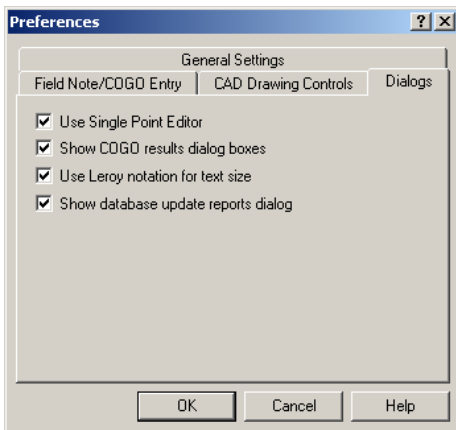 Preferences
General Settings
Field Note/COGO Entry CAD Drawing Controls Dialogs
Use Single Point Editor
Show COGO results dialog boxes
Use Leroy notation for text size
Show database update reports dialog
OK Cancel Help